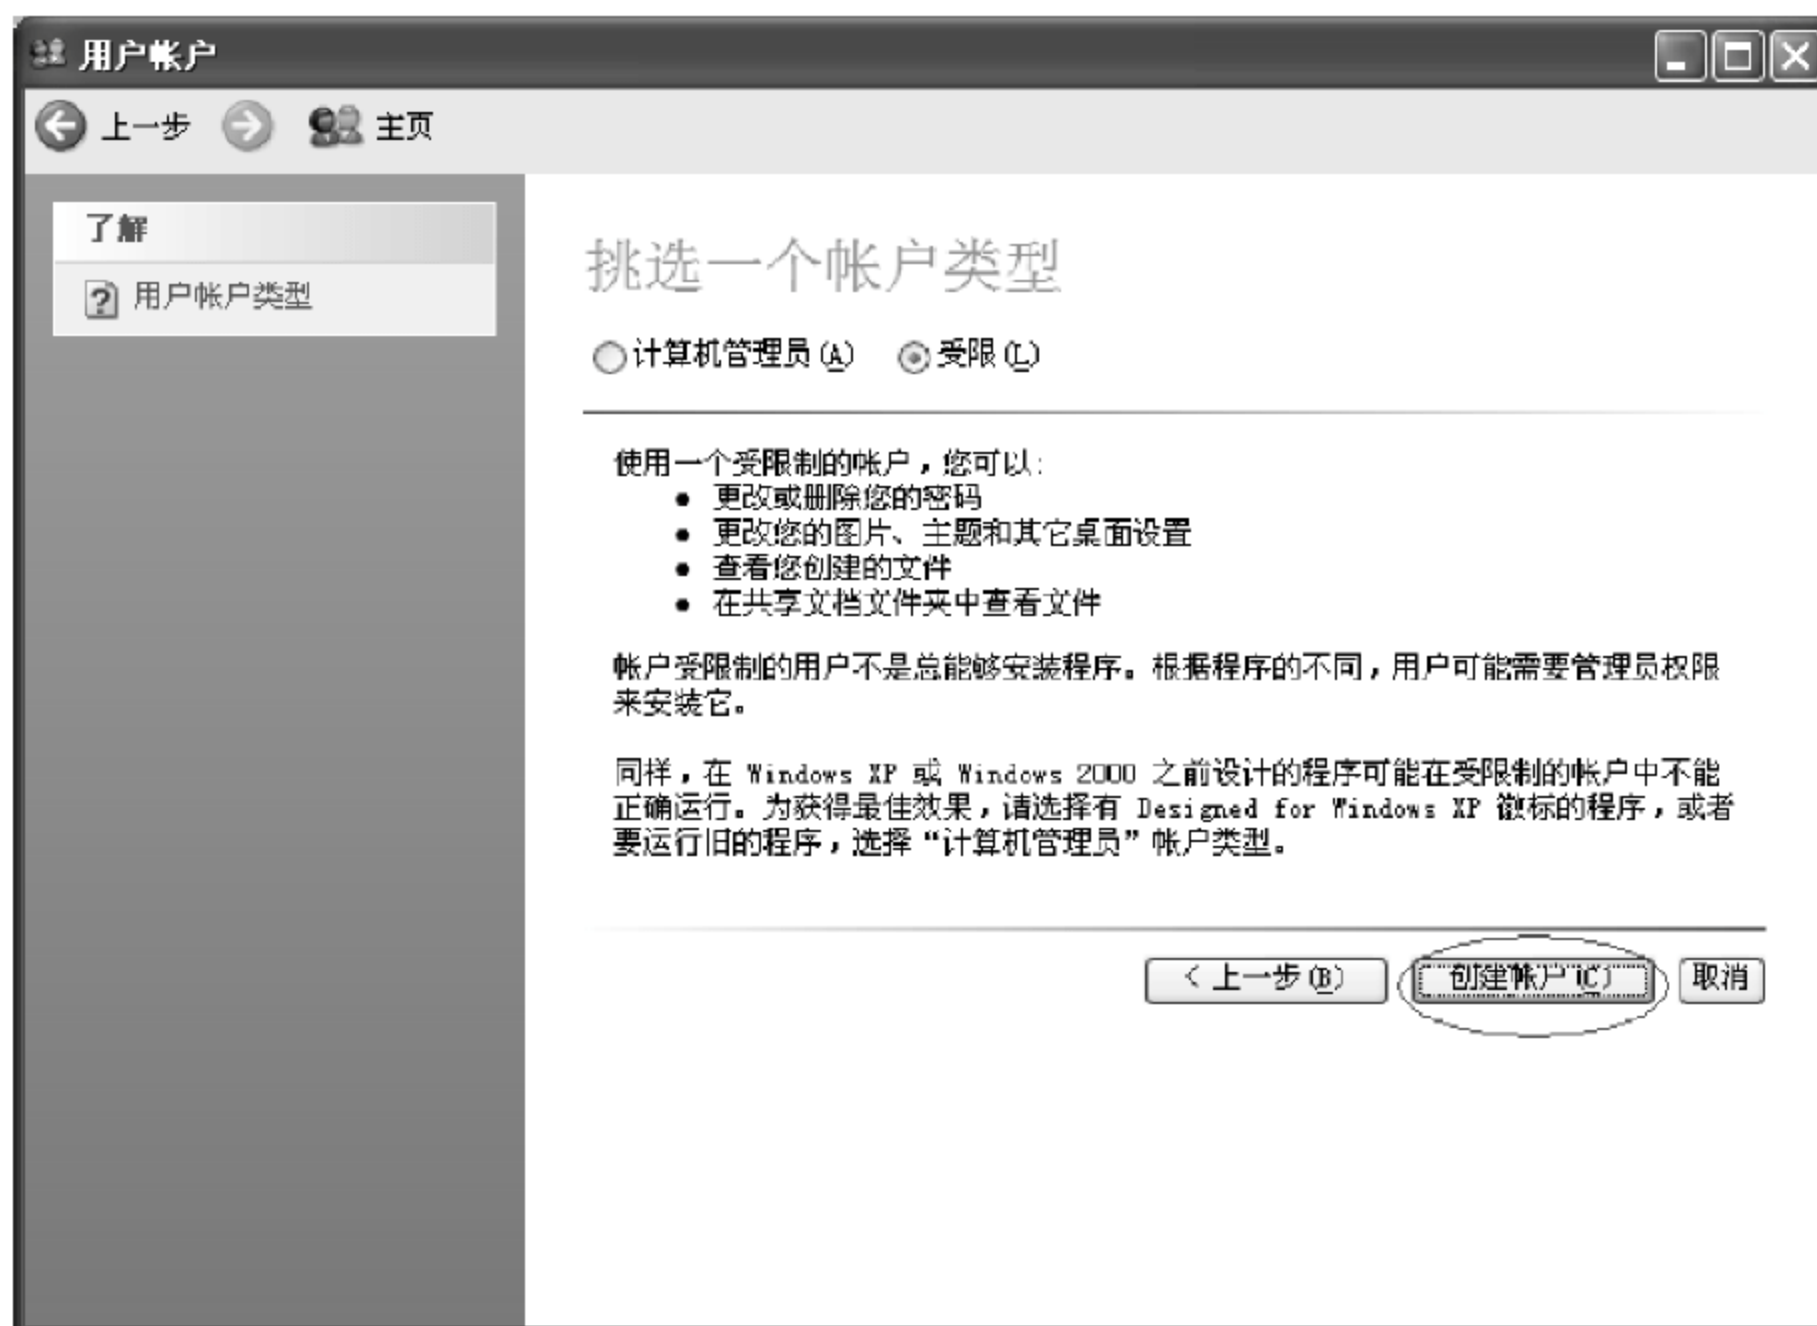 用户帐户
上一步 主页
了解
用户帐户类型
挑选一个帐户类型
计算机管理员(A) 受限(L)
使用一个受限制的帐户，您可以:
● 更改或删除您的密码
● 更改您的图片、主题和其它桌面设置
● 查看您创建的文件
● 在共享文档文件夹中查看文件
帐户受限制的用户不是总能够安装程序。根据程序的不同，用户可能需要管理员权限
来安装它。
同样，在 Windows XP 或 Windows 2000 之前设计的程序可能在受限制的帐户中不能
正确运行。为获得最佳效果，请选择有 Designed for Windows XP 徽标的程序，或者
要运行旧的程序，选择“计算机管理员”帐户类型。
< 上一步(B) 创建帐户(C) 取消